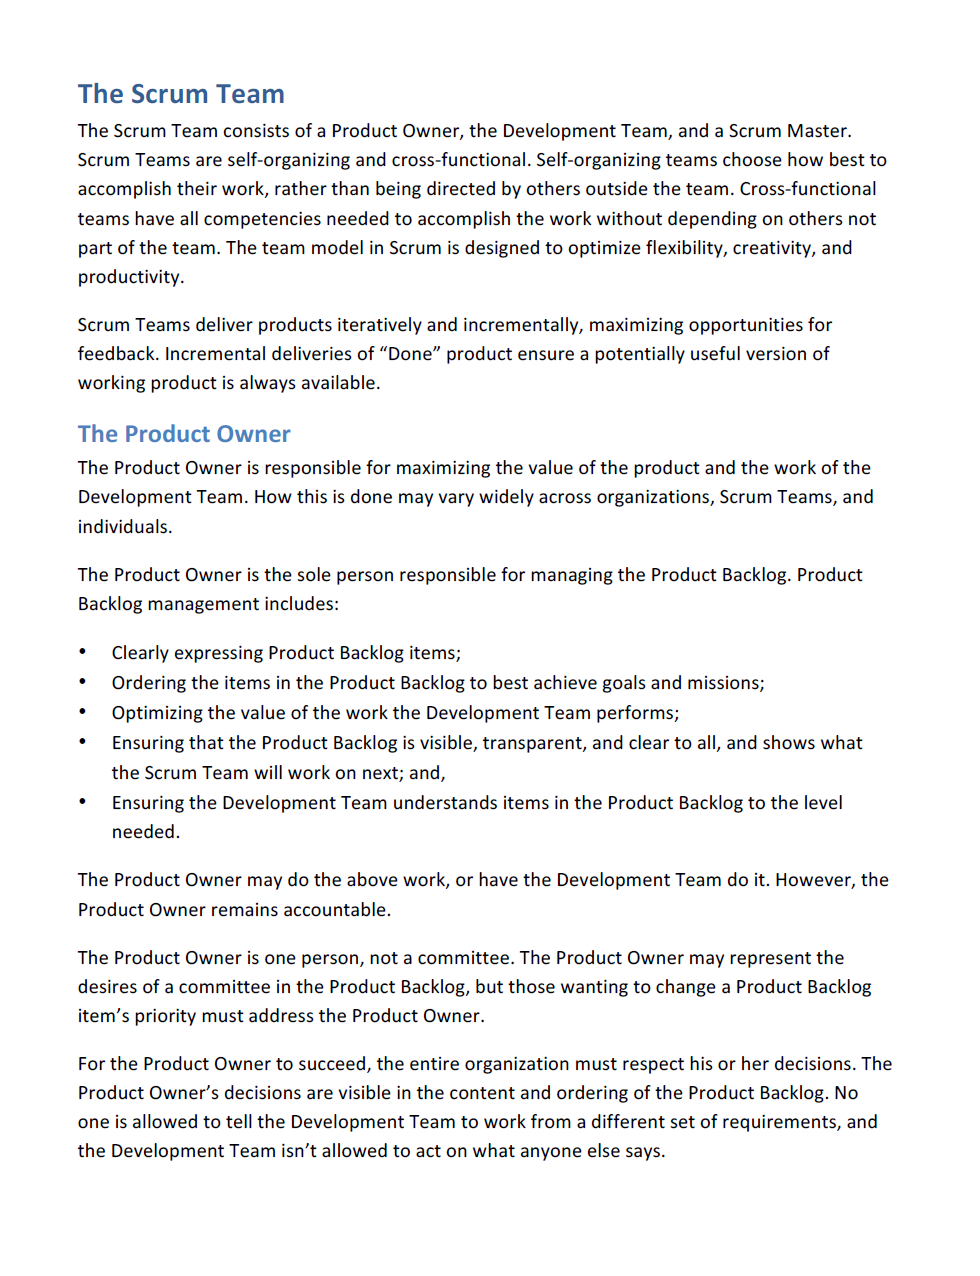 The Scrum Team
The Scrum Team consists of a Product Owner, the Development Team, and a Scrum Master.
Scrum Teams are self-organizing and cross-functional. Self-organizing teams choose how best to
accomplish their work, rather than being directed by others outside the team. Cross-functional
teams have all competencies needed to accomplish the work without depending on others not
part of the team. The team model in Scrum is designed to optimize flexibility, creativity, and
productivity.
Scrum Teams deliver products iteratively and incrementally, maximizing opportunities for
feedback. Incremental deliveries of “Done” product ensure a potentially useful version of
working product is always available.
The Product Owner
The Product Owner is responsible for maximizing the value of the product and the work of the
Development Team. How this is done may vary widely across organizations, Scrum Teams, and
individuals.
The Product Owner is the sole person responsible for managing the Product Backlog. Product
Backlog management includes:
• Clearly expressing Product Backlog items;
• Ordering the items in the Product Backlog to best achieve goals and missions;
• Optimizing the value of the work the Development Team performs;
• Ensuring that the Product Backlog is visible, transparent, and clear to all, and shows what
the Scrum Team will work on next; and,
• Ensuring the Development Team understands items in the Product Backlog to the level
needed.
The Product Owner may do the above work, or have the Development Team do it. However, the
Product Owner remains accountable.
The Product Owner is one person, not a committee. The Product Owner may represent the
desires of a committee in the Product Backlog, but those wanting to change a Product Backlog
item’s priority must address the Product Owner.
For the Product Owner to succeed, the entire organization must respect his or her decisions. The
Product Owner’s decisions are visible in the content and ordering of the Product Backlog. No
one is allowed to tell the Development Team to work from a different set of requirements, and
the Development Team isn’t allowed to act on what anyone else says.